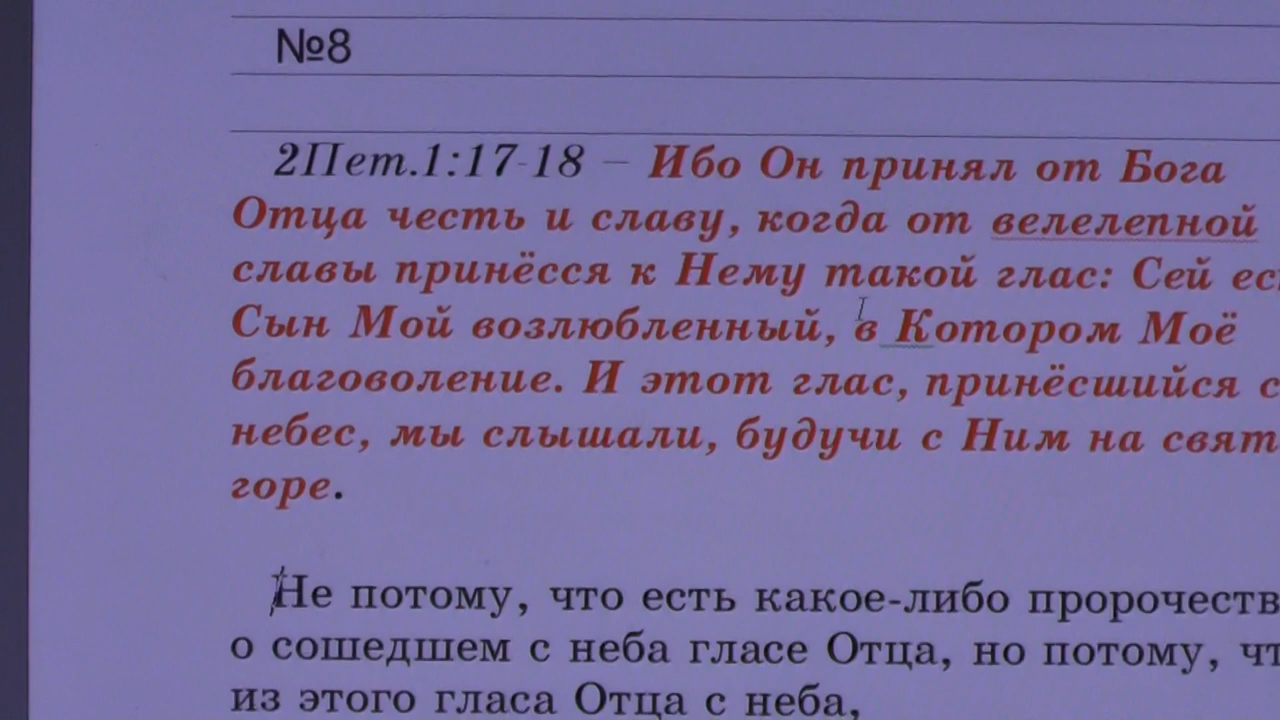 №8
2Пет.1:17-18 – Ибо Он принял от Бога
Отца честь и славу, когда от велелепной
славы принёсся к Нему такой глас: Сей
Сын Мой возлюбленный, в Котором Моё
благоволение. И этот глас, принёсшийся с
небес, мы слышали, будучи с Ним на
горе.
Не потому, что есть какое-либо
о сошедшем с неба гласе Отца, но потому,
из этого гласа Отца с неба,